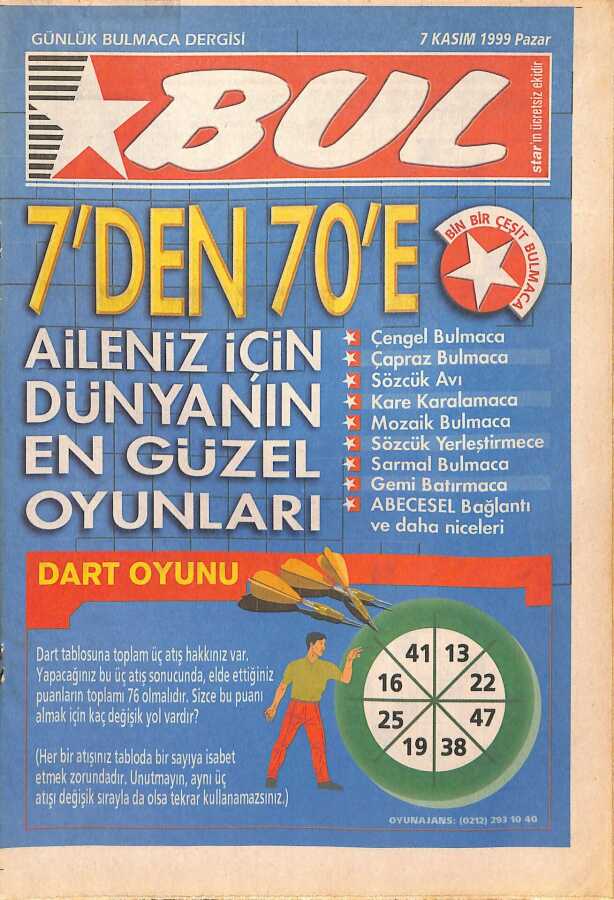 GÜNLÜK BULMACA DERGİSİ
7 KASIM 1999 Pazar
BUL
star'ın ücretsiz ekidir
7'DEN 70'E
BİN BİR ÇEŞİT BULMACA
AİLENİZ İÇİN
DÜNYANIN
EN GÜZEL
OYUNLARI
Çengel Bulmaca
Çapraz Bulmaca
Sözcük Avı
Kare Karalamaca
Mozaik Bulmaca
Sözcük Yerleştirmece
Sarmal Bulmaca
Gemi Batırmaca
ABECESEL Bağlantı
ve daha niceleri
DART OYUNU
Dart tablosuna toplam üç atış hakkınız var.
Yapacağınız bu üç atış sonucunda, elde ettiğiniz
puanların toplamı 76 olmalıdır. Sizce bu puanı
almak için kaç değişik yol vardır?
(Her bir atışınız tabloda bir sayıya isabet
etmek zorundadır. Unutmayın, aynı üç
atışı değişik sırayla da olsa tekrar kullanamazsınız.)
41 13
16 22
25 47
19 38
OYUNAJANS: (0212) 293 10 40